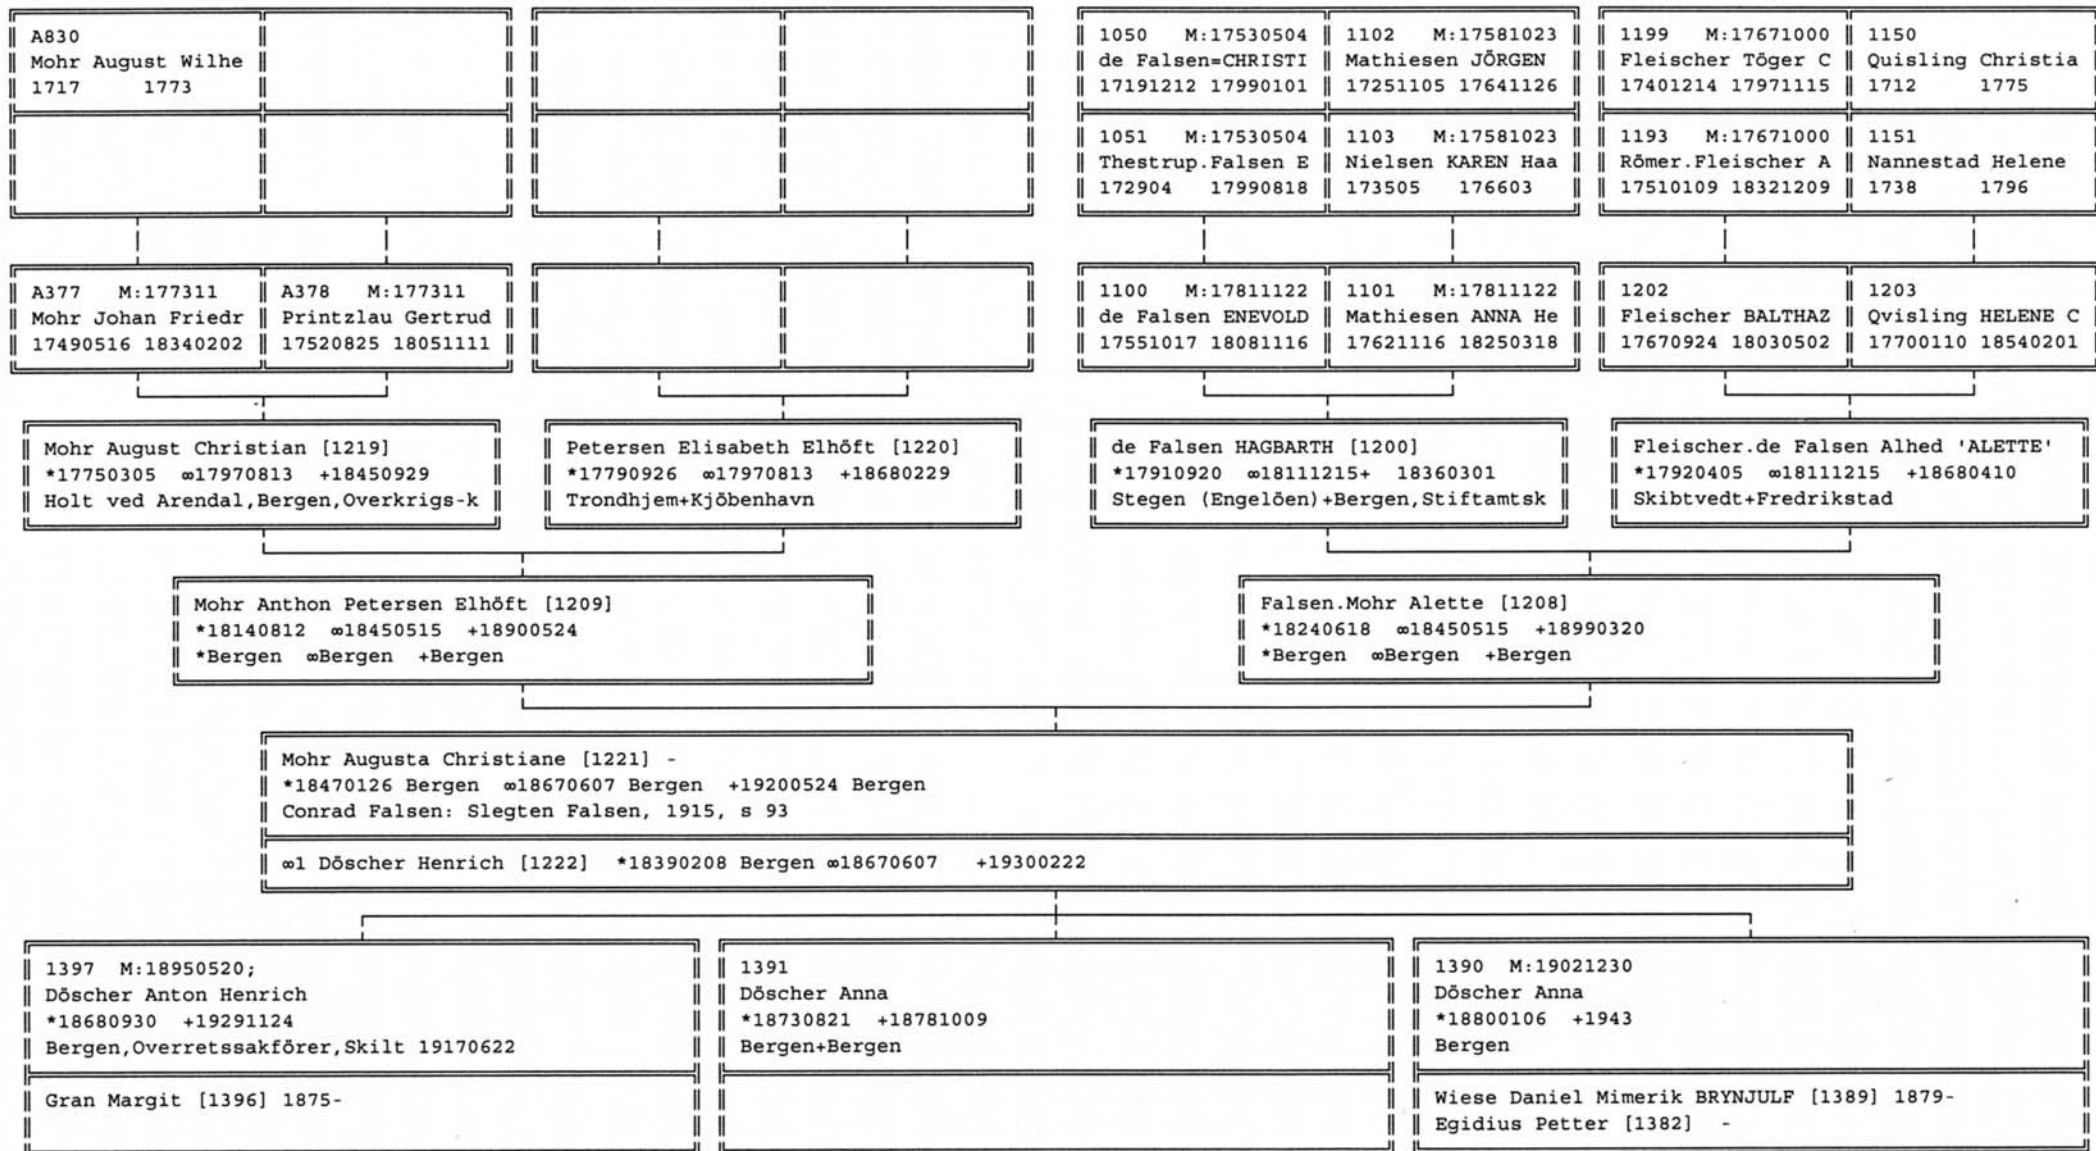 A830
Mohr August Wilhe
1717 1773
1050 M:17530504
de Falsen=CHRISTI
17191212 17990101
1102 M:17581023
Mathiesen JÖRGEN
17251105 17641126
1199 M:17671000
Fleischer Töger C
17401214 17971115
1150
Quisling Christia
1712 1775
1051 M:17530504
Thestrup.Falsen E
172904 17990818
1103 M:17581023
Nielsen KAREN Haa
173505 176603
1193 M:17671000
Römer.Fleischer A
17510109 18321209
1151
Nannestad Helene
1738 1796
A377 M:177311
Mohr Johan Friedr
17490516 18340202
A378 M:177311
Printzlau Gertrud
17520825 18051111
1100 M:17811122
de Falsen ENEVOLD
17551017 18081116
1101 M:17811122
Mathiesen ANNA He
17621116 18250318
1202
Fleischer BALTHAZ
17670924 18030502
1203
Qvisling HELENE C
17700110 18540201
Mohr August Christian [1219]
*17750305 ∞17970813 +18450929
Holt ved Arendal,Bergen,Overkrigs-k
Petersen Elisabeth Elhöft [1220]
*17790926 ∞17970813 +18680229
Trondhjem+Kjöbenhavn
de Falsen HAGBARTH [1200]
*17910920 ∞18111215+ 18360301
Stegen (Engelöen)+Bergen,Stiftamtsk
Fleischer.de Falsen Alhed 'ALETTE'
*17920405 ∞18111215 +18680410
Skibtvedt+Fredrikstad
Mohr Anthon Petersen Elhöft [1209]
*18140812 ∞18450515 +18900524
*Bergen ∞Bergen +Bergen
Falsen.Mohr Alette [1208]
*18240618 ∞18450515 +18990320
*Bergen ∞Bergen +Bergen
Mohr Augusta Christiane [1221] -
*18470126 Bergen ∞18670607 Bergen +19200524 Bergen
Conrad Falsen: Slegten Falsen, 1915, s 93
∞1 Döscher Henrich [1222] *18390208 Bergen ∞18670607 +19300222
1397 M:18950520;
Döscher Anton Henrich
*18680930 +19291124
Bergen,Overretssakförer,Skilt 19170622
Gran Margit [1396] 1875-
1391
Döscher Anna
*18730821 +18781009
Bergen+Bergen
1390 M:19021230
Döscher Anna
*18800106 +1943
Bergen
Wiese Daniel Mimerik BRYNJULF [1389] 1879-
Egidius Petter [1382] -